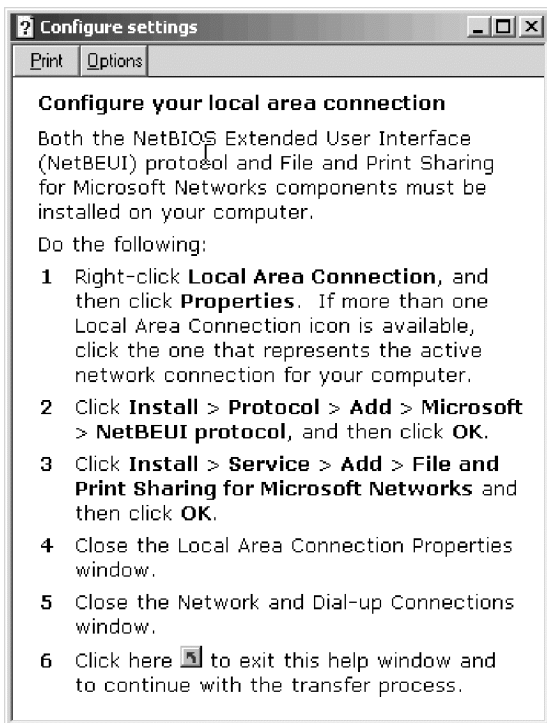 Configure settings
Print Options
Configure your local area connection
Both the NetBIOS Extended User Interface
(NetBEUI) protocol and File and Print Sharing
for Microsoft Networks components must be
installed on your computer.
Do the following:
1 Right-click Local Area Connection, and
then click Properties. If more than one
Local Area Connection icon is available,
click the one that represents the active
network connection for your computer.
2 Click Install > Protocol > Add > Microsoft
> NetBEUI protocol, and then click OK.
3 Click Install > Service > Add > File and
Print Sharing for Microsoft Networks and
then click OK.
4 Close the Local Area Connection Properties
window.
5 Close the Network and Dial-up Connections
window.
6 Click here to exit this help window and
to continue with the transfer process.